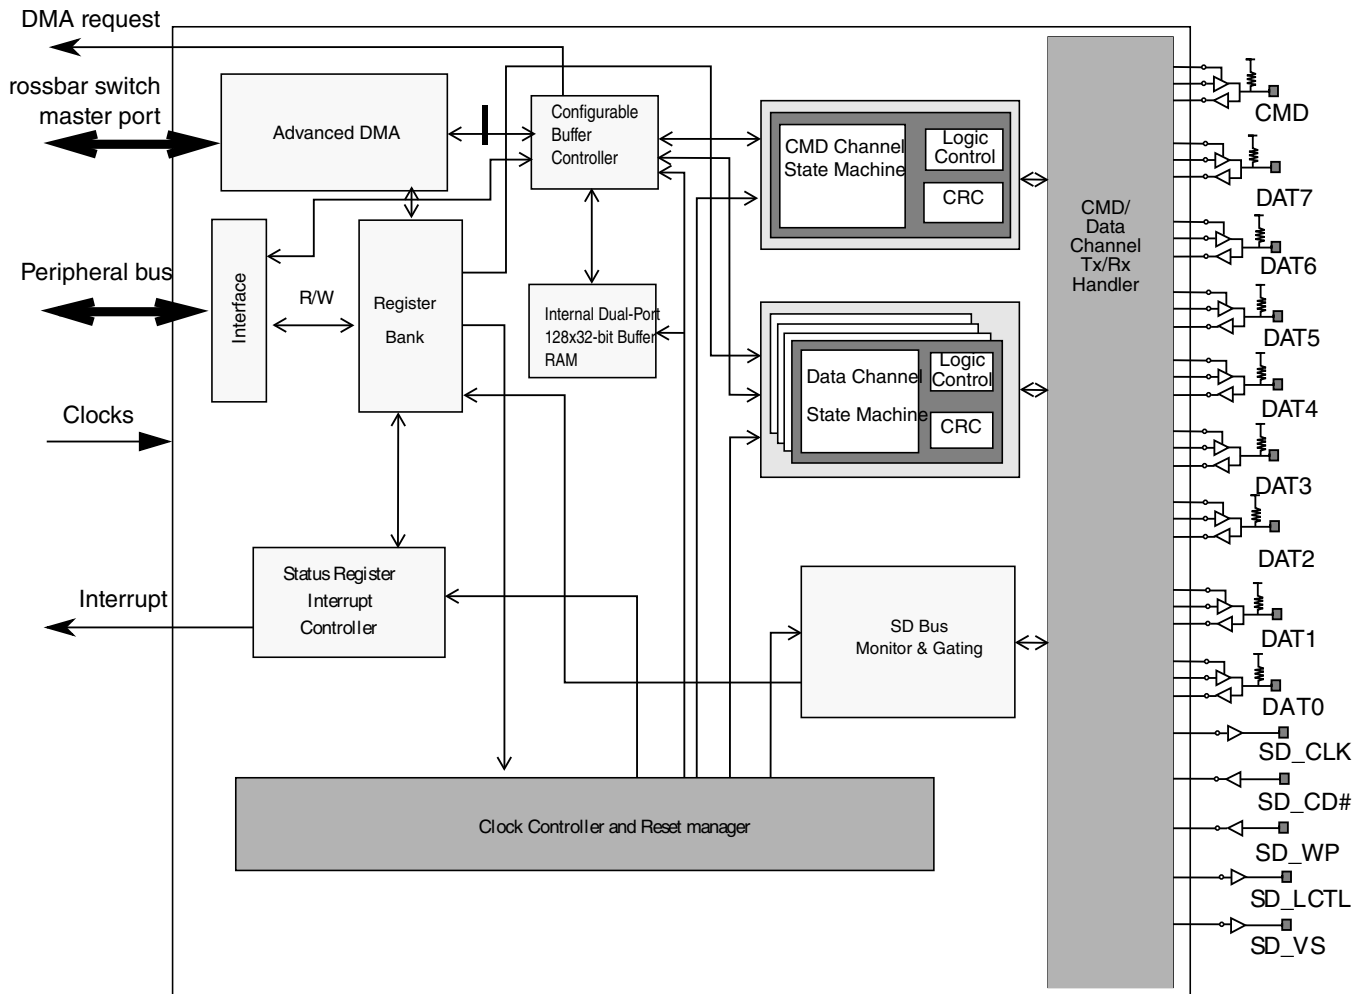 DMA request
rossbar switch
master port
Peripheral bus
Clocks
Interrupt
Advanced DMA
Configurable
Buffer
Controller
Interface
R/W
Register
Bank
Internal Dual-Port
128x32-bit Buffer
RAM
Status Register
Interrupt
Controller
CMD Channel
State Machine
Logic
Control
CRC
Data Channel
State Machine
Logic
Control
CRC
SD Bus
Monitor & Gating
Clock Controller and Reset manager
CMD/
Data
Channel
Tx/Rx
Handler
CMD
DAT7
DAT6
DAT5
DAT4
DAT3
DAT2
DAT1
DAT0
SD_CLK
SD_CD#
SD_WP
SD_LCTL
SD_VS